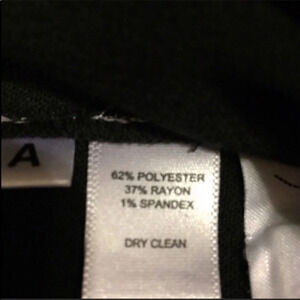 A
62% POLYESTER
37% RAYON
1% SPANDEX
DRY CLEAN